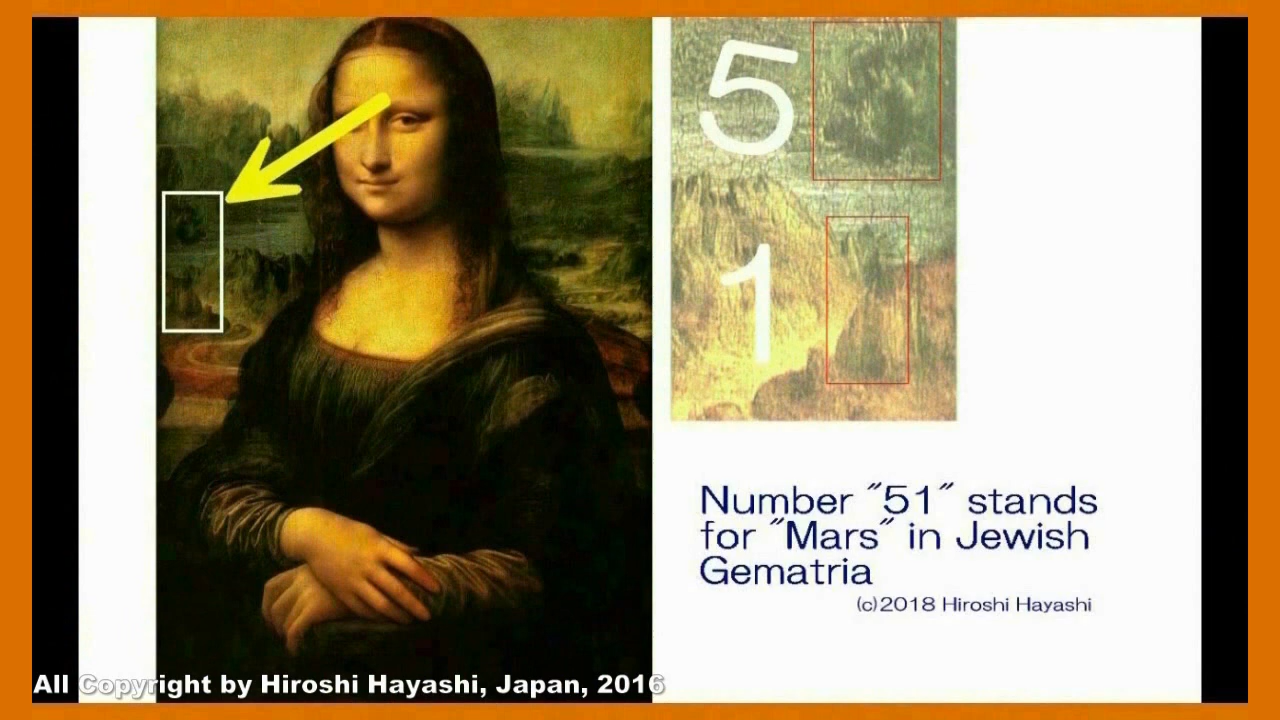 5
1
Number "51" stands
for "Mars" in Jewish
Gematria
(c)2018 Hiroshi Hayashi
All Copyright by Hiroshi Hayashi, Japan, 2016